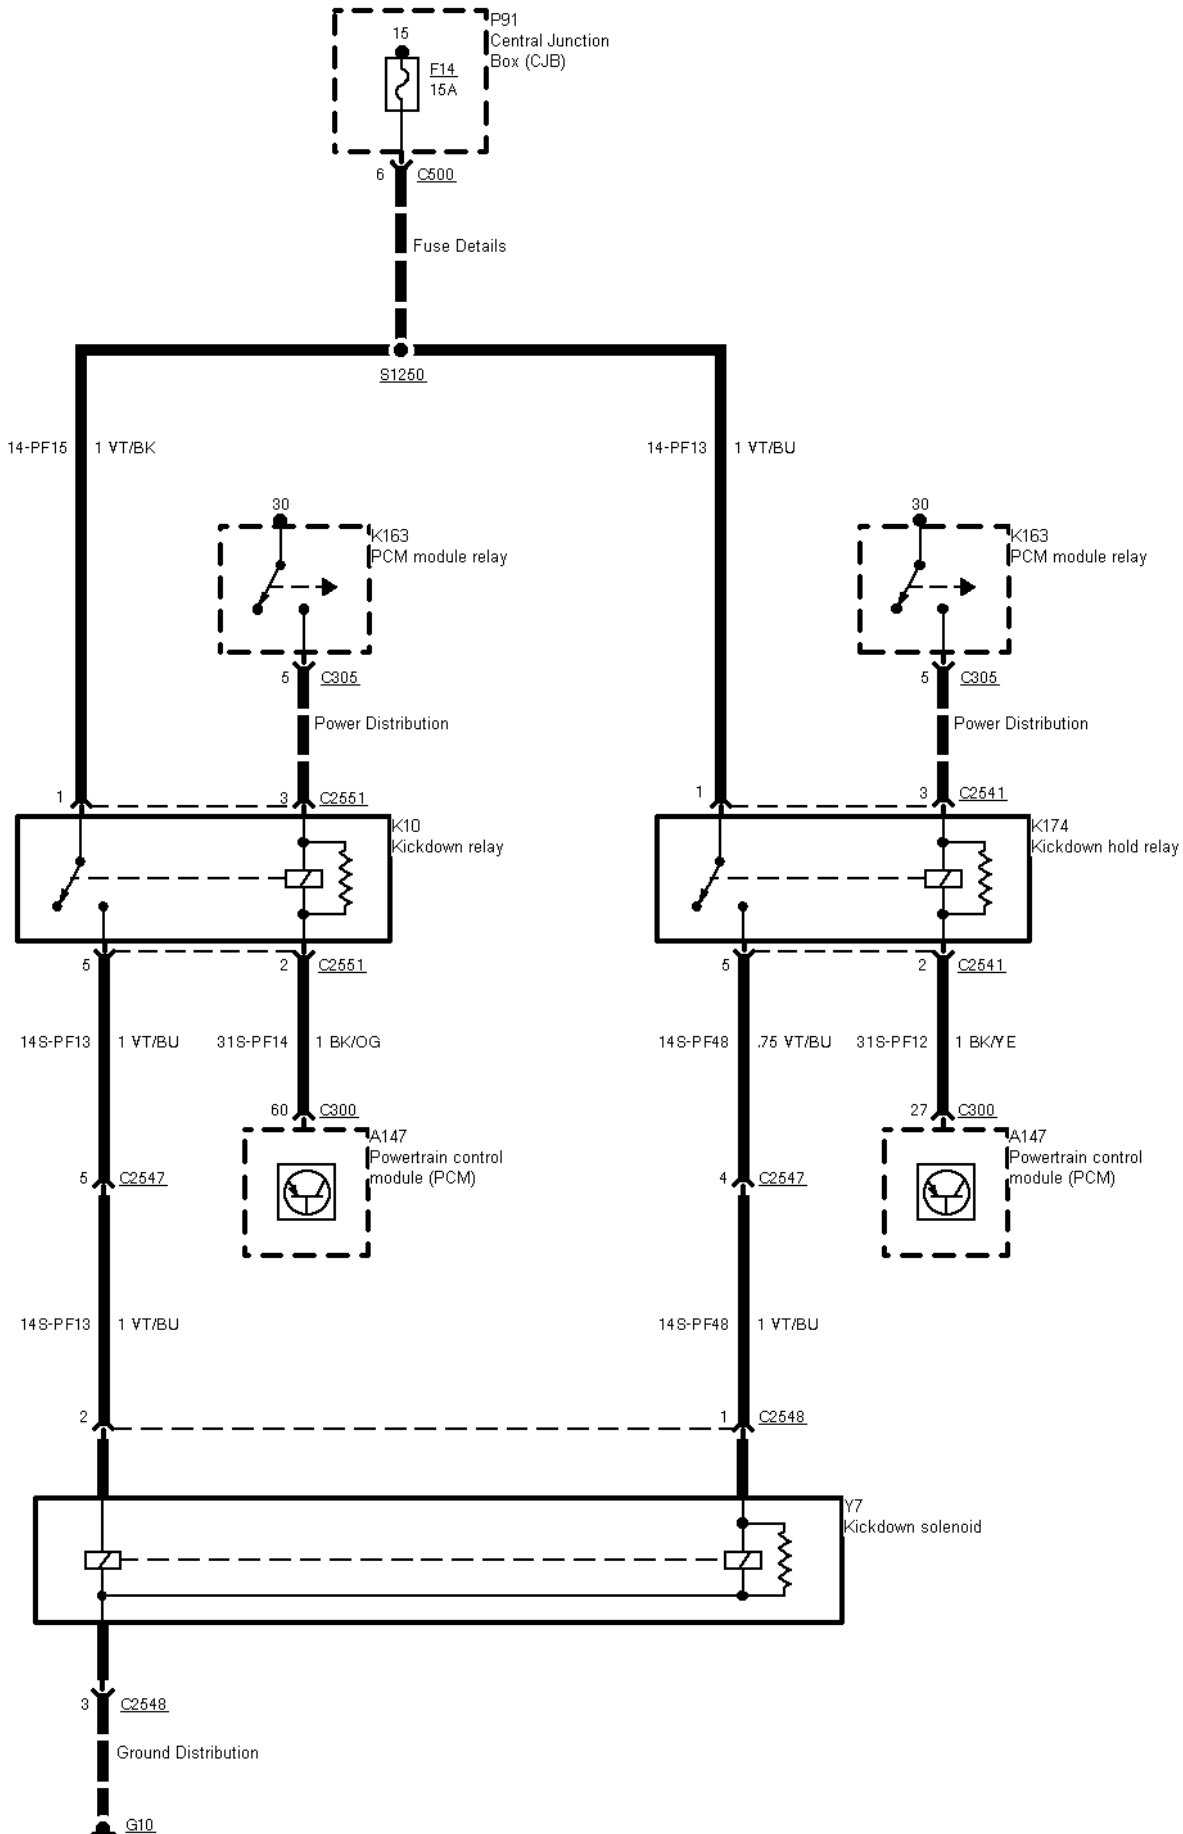 P91
Central Junction
Box (CJB)
15
F14
15A
6
C500
Fuse Details
S1250
14-PF15
1 VT/BK
14-PF13
1 VT/BU
30
K163
PCM module relay
30
K163
PCM module relay
5
C305
Power Distribution
5
C305
Power Distribution
1
3
C2551
1
3
C2541
K10
Kickdown relay
K174
Kickdown hold relay
5
2
C2551
5
2
C2541
14S-PF13
1 VT/BU
31S-PF14
1 BK/OG
14S-PF48
.75 VT/BU
31S-PF12
1 BK/YE
60
C300
27
C300
A147
Powertrain control
module (PCM)
A147
Powertrain control
module (PCM)
5
C2547
4
C2547
14S-PF13
1 VT/BU
14S-PF48
1 VT/BU
2
1
C2548
Y7
Kickdown solenoid
3
C2548
Ground Distribution
G10